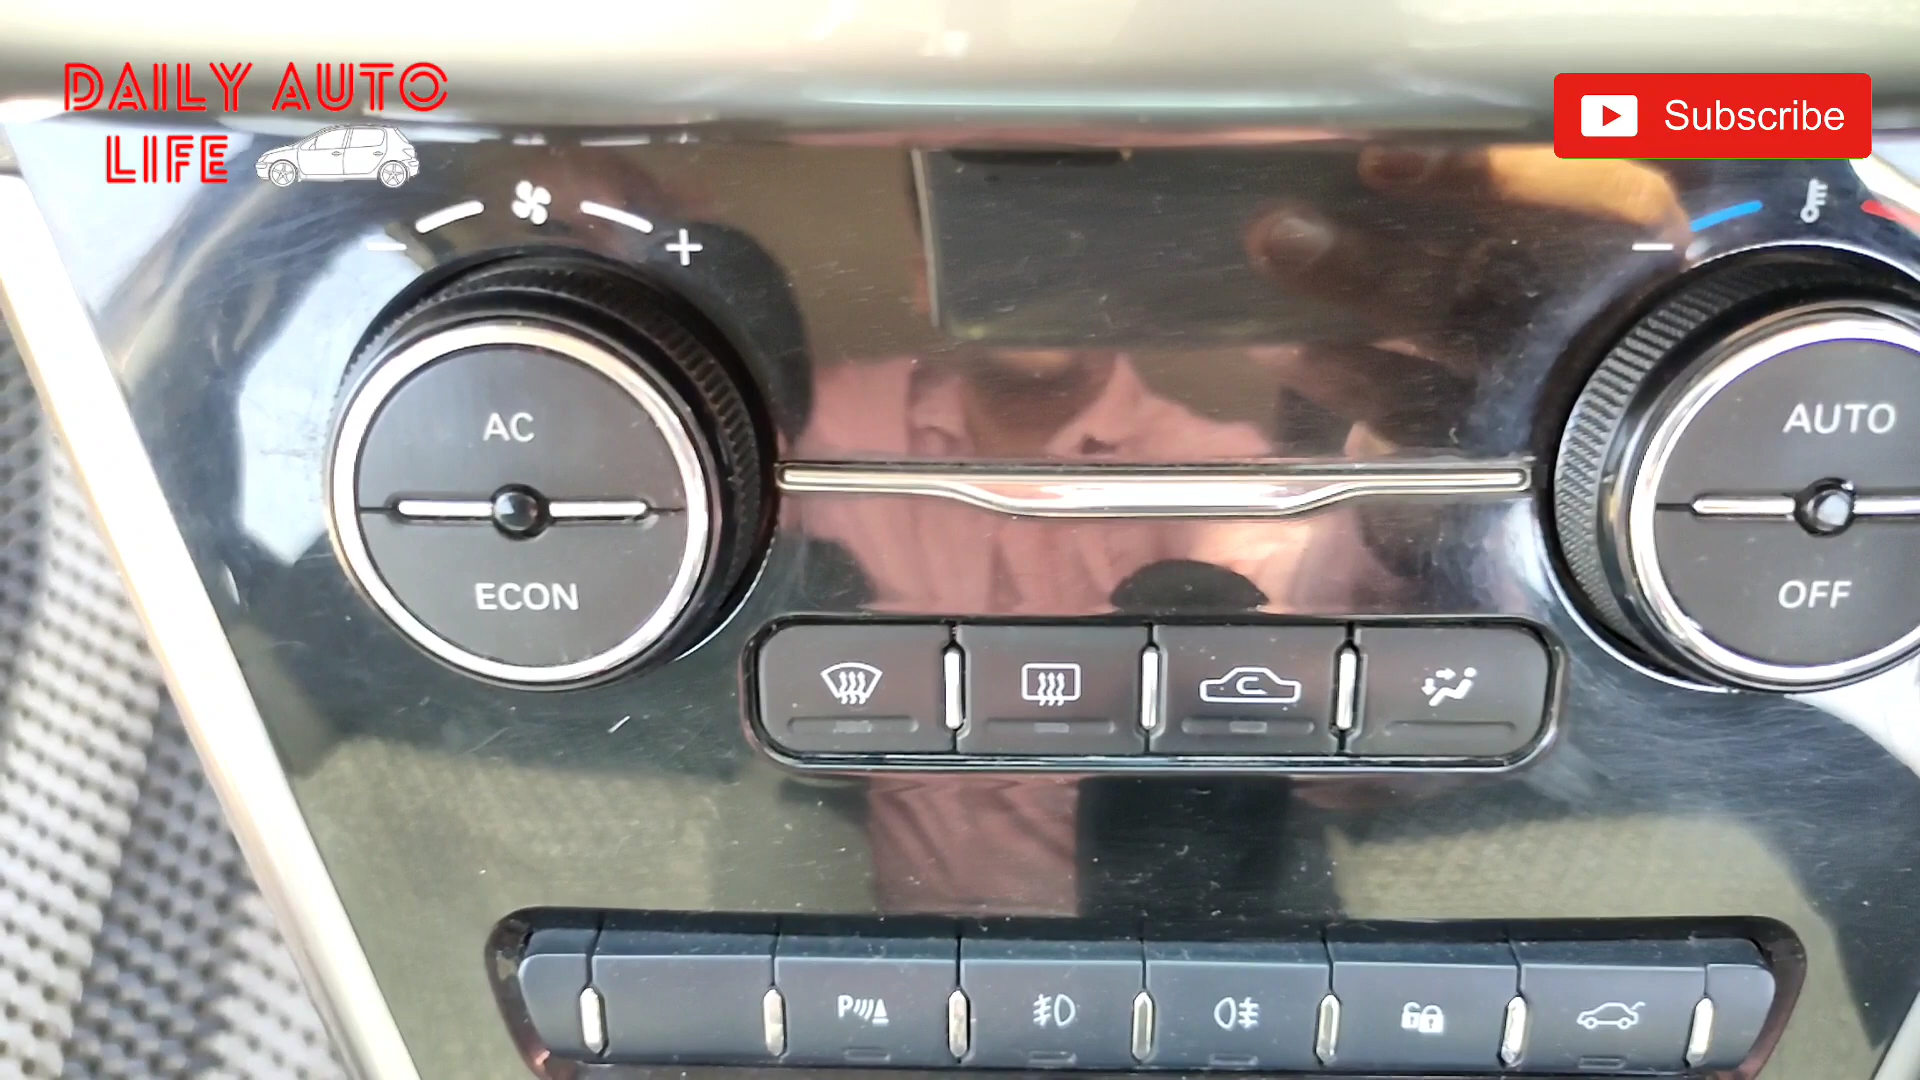 DAILY AUTO
LIFE
Subscribe
− +
−
AC
AUTO
ECON
OFF
P